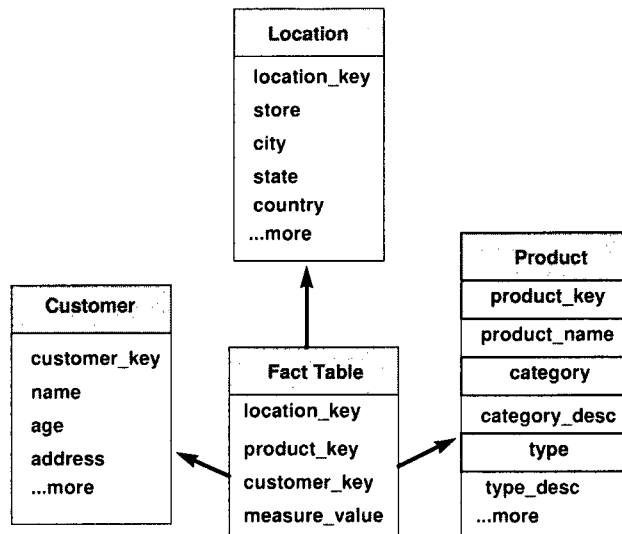 Location
location_key
store
city
state
country
...more
Customer
customer_key
name
age
address
...more
Fact Table
location_key
product_key
customer_key
measure_value
Product
product_key
product_name
category
category_desc
type
type_desc
...more